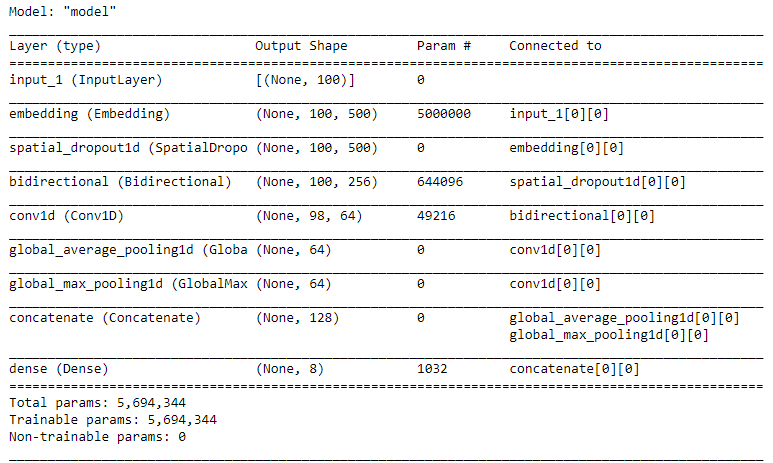 Model: "model"
Layer (type) Output Shape Param # Connected to
input_1 (InputLayer) [(None, 100)] 0
embedding (Embedding) (None, 100, 500) 5000000 input_1[0][0]
spatial_dropout1d (SpatialDropo (None, 100, 500) 0 embedding[0][0]
bidirectional (Bidirectional) (None, 100, 256) 644096 spatial_dropout1d[0][0]
conv1d (Conv1D) (None, 98, 64) 49216 bidirectional[0][0]
global_average_pooling1d (Globa (None, 64) 0 conv1d[0][0]
global_max_pooling1d (GlobalMax (None, 64) 0 conv1d[0][0]
concatenate (Concatenate) (None, 128) 0 global_average_pooling1d[0][0]
global_max_pooling1d[0][0]
dense (Dense) (None, 8) 1032 concatenate[0][0]
Total params: 5,694,344
Trainable params: 5,694,344
Non-trainable params: 0